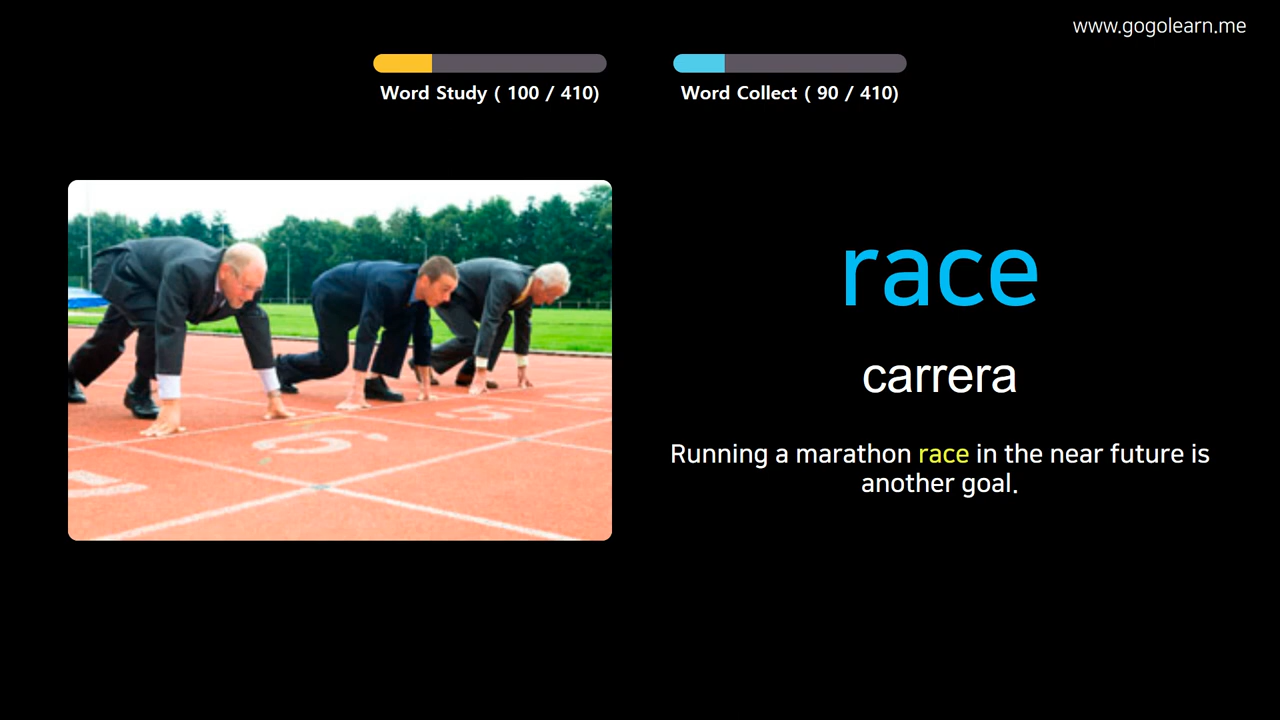 www.gogolearn.me
Word Study ( 100 / 410)
Word Collect ( 90 / 410)
race
carrera
Running a marathon race in the near future is
another goal.